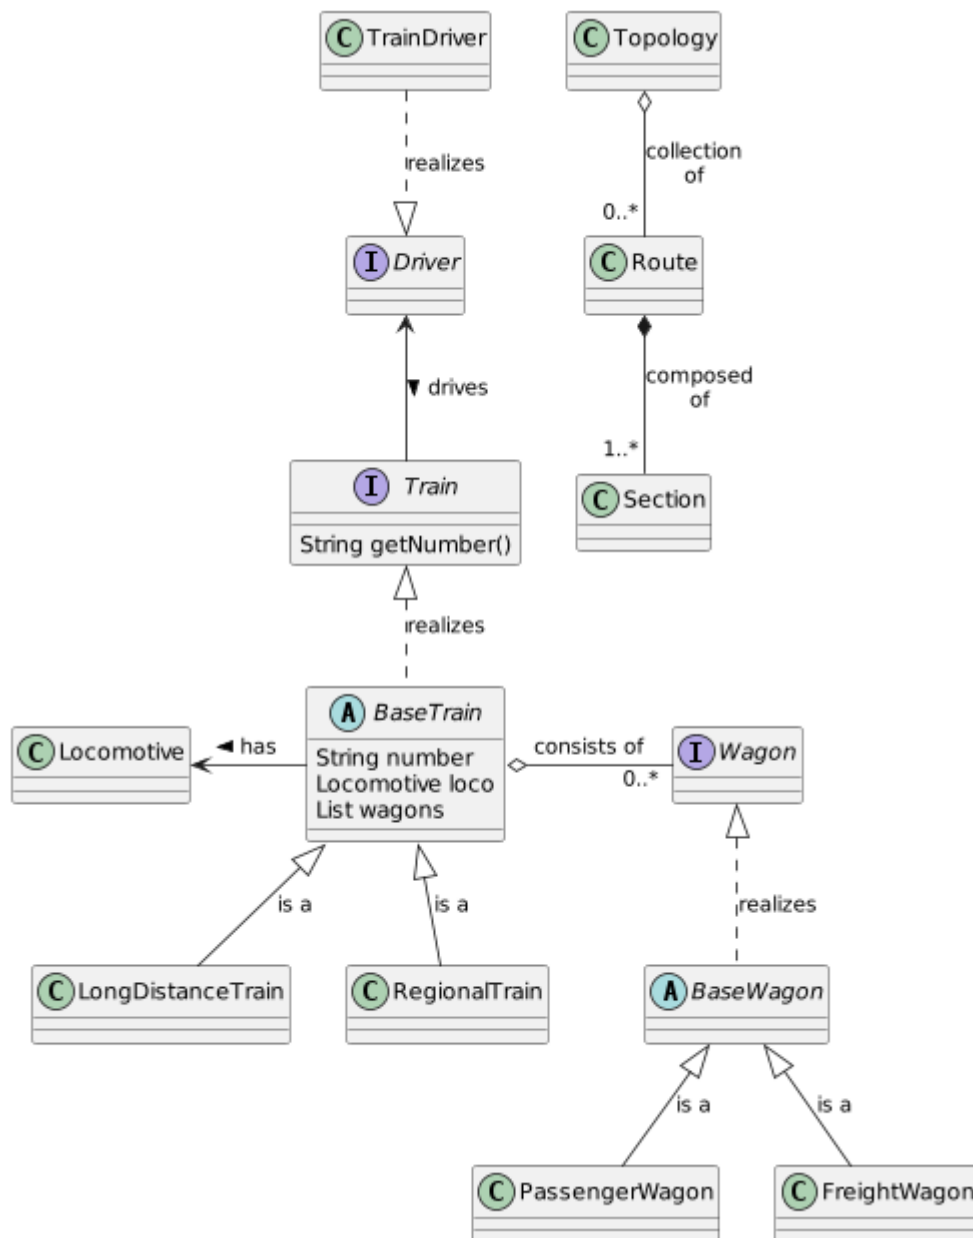 C TrainDriver
C Topology
realizes
collection
of
0..*
I Driver
C Route
drives
composed
of
1..*
I Train
String getNumber()
C Section
realizes
C Locomotive
has
A BaseTrain
String number
Locomotive loco
List wagons
consists of
0..*
I Wagon
is a
is a
realizes
C LongDistanceTrain
C RegionalTrain
A BaseWagon
is a
is a
C PassengerWagon
C FreightWagon